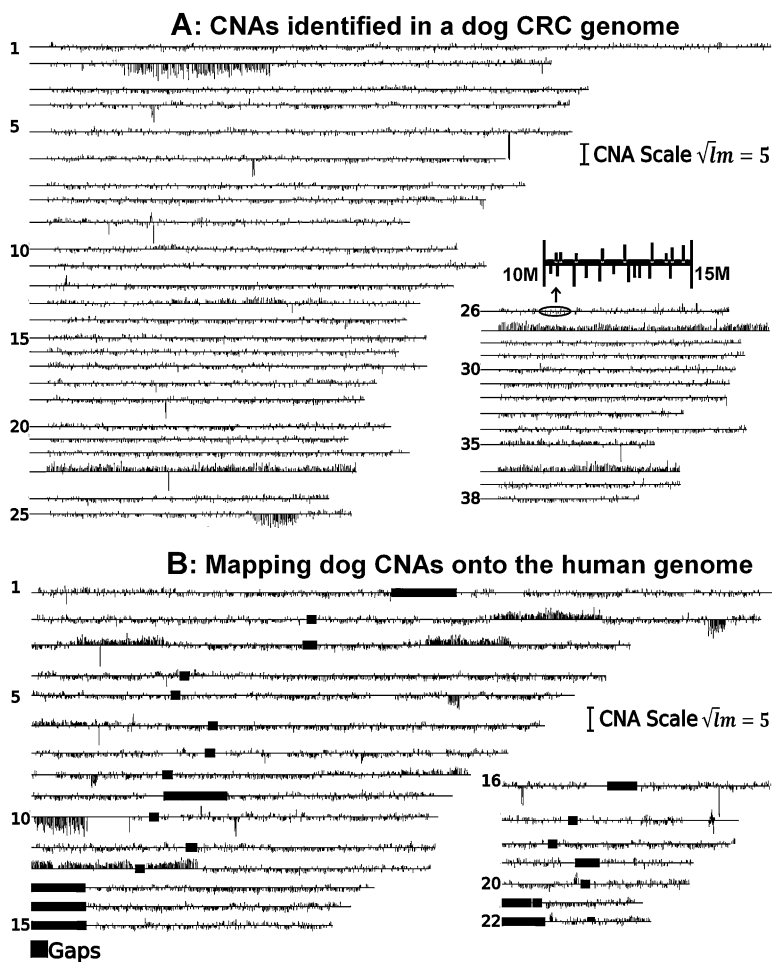 A: CNAs identified in a dog CRC genome
1
5
CNA Scale √lm = 5
10
10M
15M
26
15
30
20
35
38
25
B: Mapping dog CNAs onto the human genome
1
5
CNA Scale √lm = 5
16
10
20
22
15
Gaps